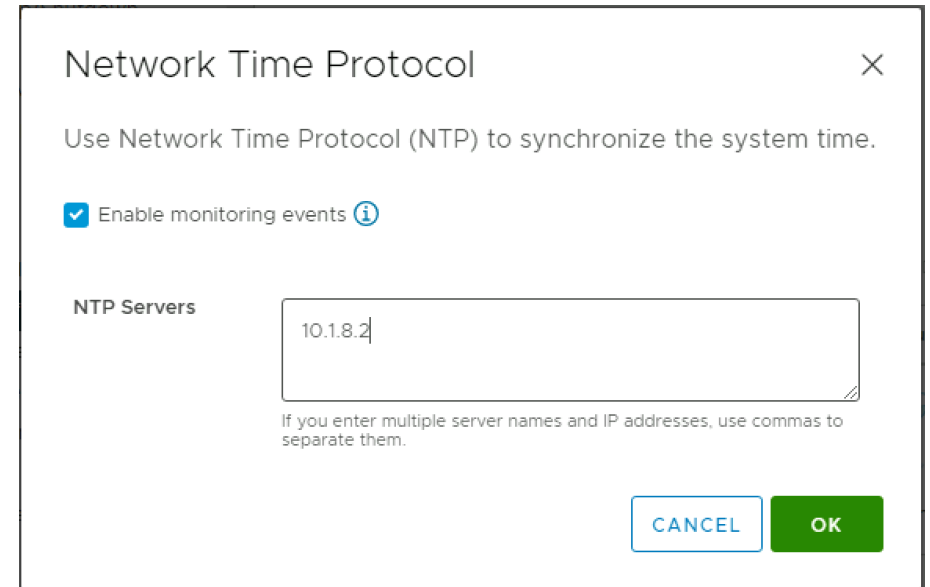 Network Time Protocol
Use Network Time Protocol (NTP) to synchronize the system time.
Enable monitoring events
NTP Servers
10.1.8.2
If you enter multiple server names and IP addresses, use commas to
separate them.
CANCEL
OK